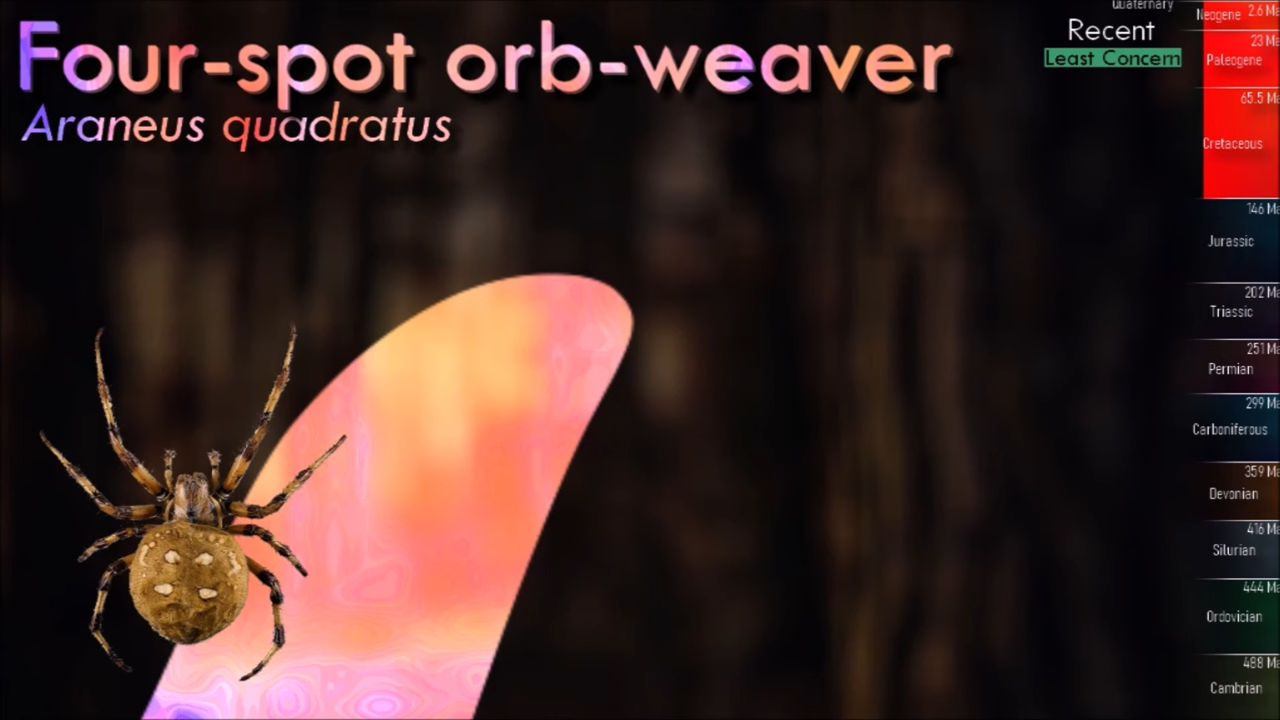 Four-spot orb-weaver
Araneus quadratus
Recent
Least Concern
Quaternary
2.6 Ma
Neogene
23 Ma
Paleogene
65.5 Ma
Cretaceous
146 Ma
Jurassic
202 Ma
Triassic
251 Ma
Permian
299 Ma
Carboniferous
359 Ma
Devonian
416 Ma
Silurian
444 Ma
Ordovician
488 Ma
Cambrian